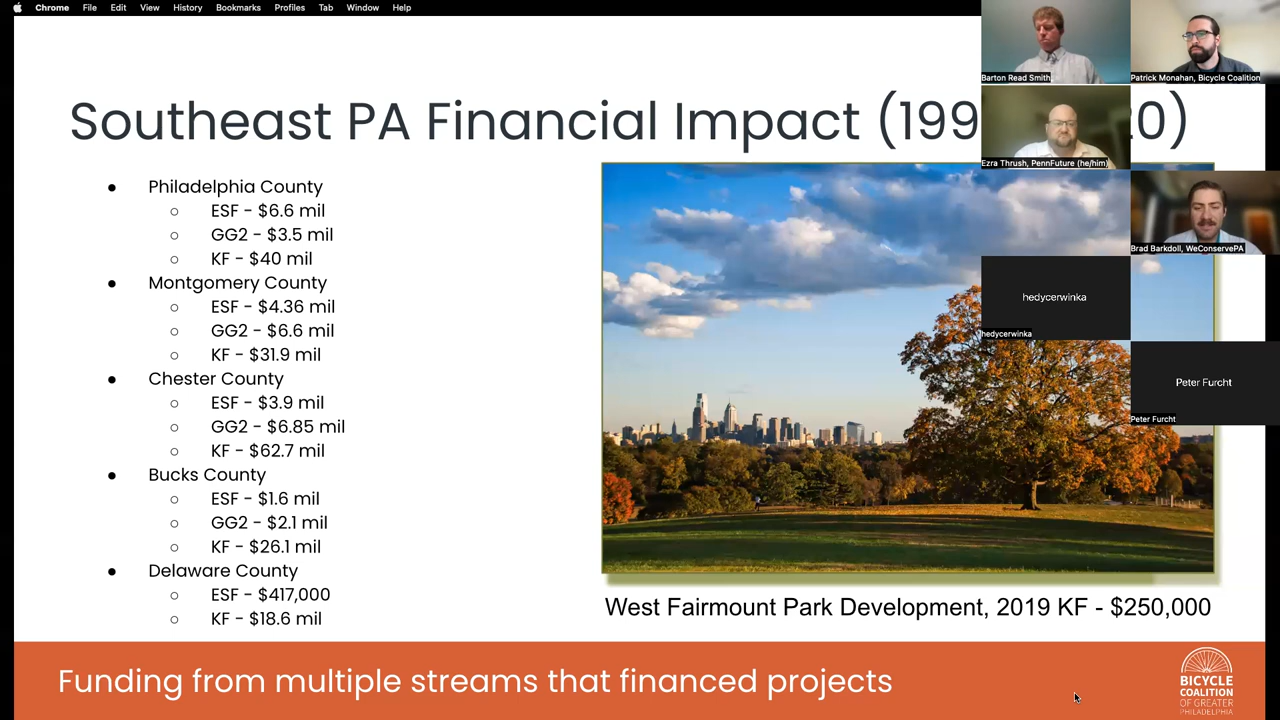 Chrome File Edit View History Bookmarks Profiles Tab Window Help
Southeast PA Financial Impact (199 20)
● Philadelphia County
○ ESF - $6.6 mil
○ GG2 - $3.5 mil
○ KF - $40 mil
● Montgomery County
○ ESF - $4.36 mil
○ GG2 - $6.6 mil
○ KF - $31.9 mil
● Chester County
○ ESF - $3.9 mil
○ GG2 - $6.85 mil
○ KF - $62.7 mil
● Bucks County
○ ESF - $1.6 mil
○ GG2 - $2.1 mil
○ KF - $26.1 mil
● Delaware County
○ ESF - $417,000
○ KF - $18.6 mil
Barton Read Smith,
Patrick Monahan, Bicycle Coalition
Ezra Thrush, PennFuture (he/him)
Brad Barkdoll, WeConservePA
hedycerwinka
hedycerwinka
Peter Furcht
Peter Furcht
West Fairmount Park Development, 2019 KF - $250,000
Funding from multiple streams that financed projects
BICYCLE
COALITION
OF GREATER
PHILADELPHIA